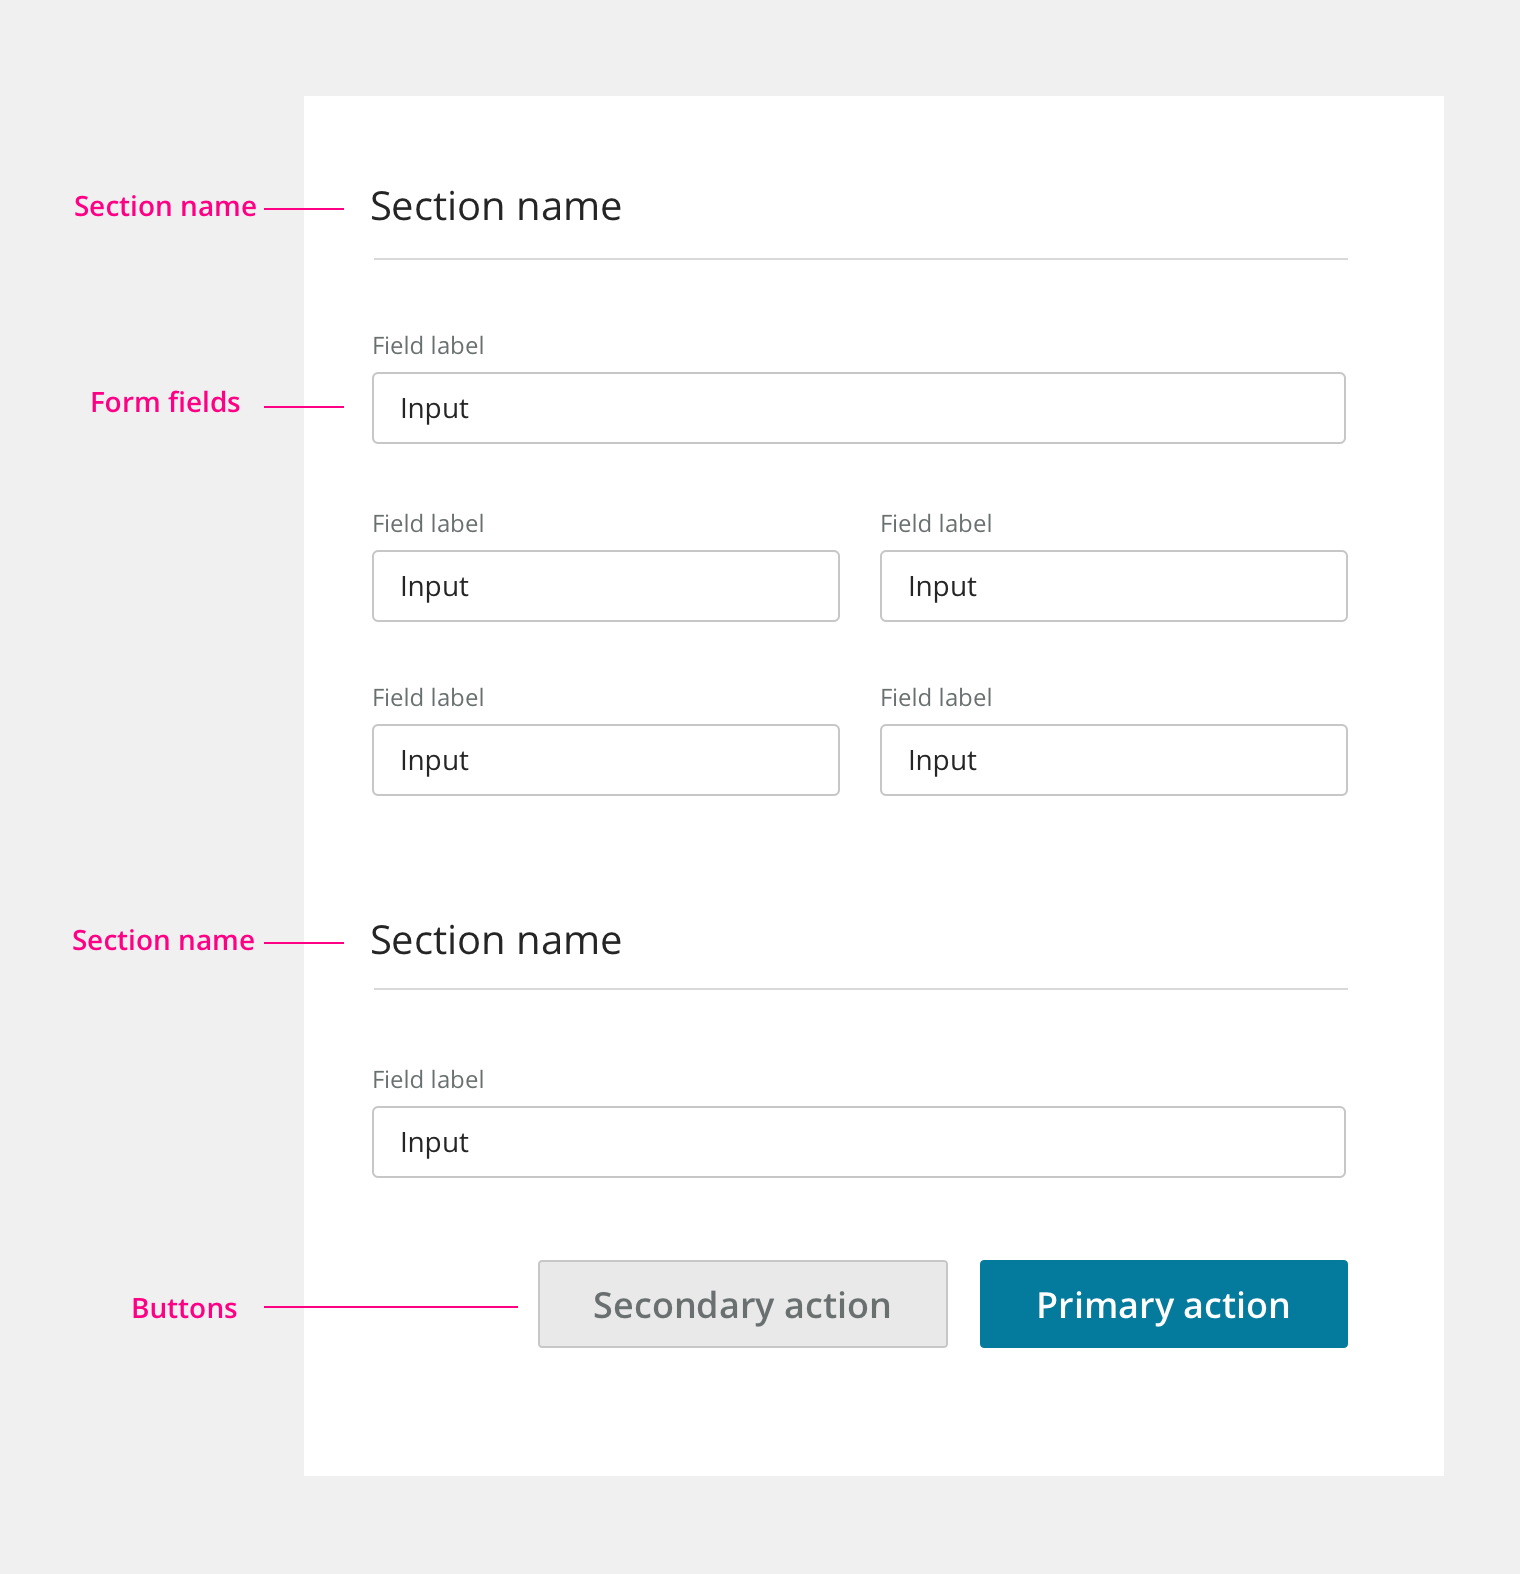 Section name
Section name
Field label
Form fields
Input
Field label
Field label
Input
Input
Field label
Field label
Input
Input
Section name
Section name
Field label
Input
Buttons
Secondary action
Primary action